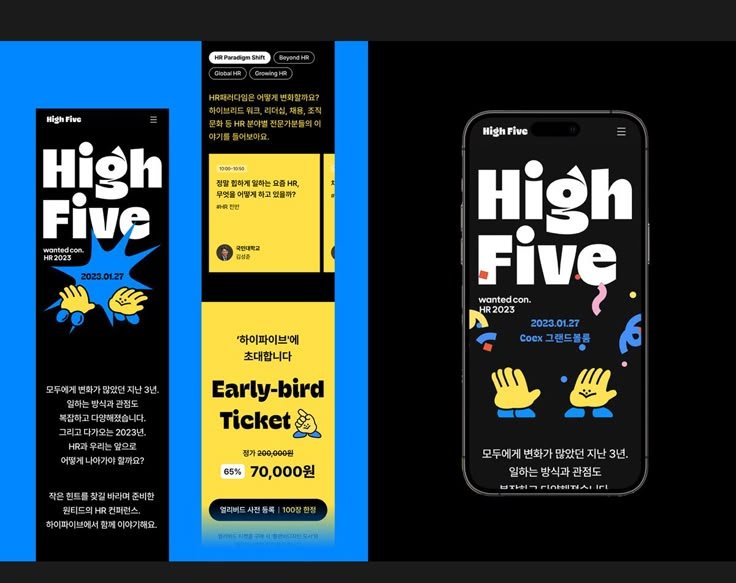 High Five
High
Five
wanted con.
HR 2023
2023.01.27
모두에게 변화가 많았던 지난 3년.
일하는 방식과 관점도
복잡하고 다양해졌습니다.
그리고 다가오는 2023년.
HR과 우리는 앞으로
어떻게 나아가야 할까요?
작은 힌트를 찾길 바라며 준비한
원티드의 HR 컨퍼런스.
하이파이브에서 함께 이야기해요.
HR Paradigm Shift
Beyond HR
Global HR
Growing HR
HR패러다임은 어떻게 변화할까요?
하이브리드 워크, 리더십, 채용, 조직
문화 등 HR 분야별 전문가분들의 이
야기를 들어보아요.
10:00~10:50
정말 힙하게 일하는 요즘 HR,
무엇을 어떻게 하고 있을까?
#HR 전반
국민대학교
김성준
'하이파이브'에
초대합니다
Early-bird
Ticket
정가 200,000원
65% 70,000원
얼리버드 사전 등록 | 100장 한정
High Five
High
Five
wanted con.
HR 2023
2023.01.27
Coex 그랜드볼룸
모두에게 변화가 많았던 지난 3년.
일하는 방식과 관점도
복잡하고 다양해졌습니다.